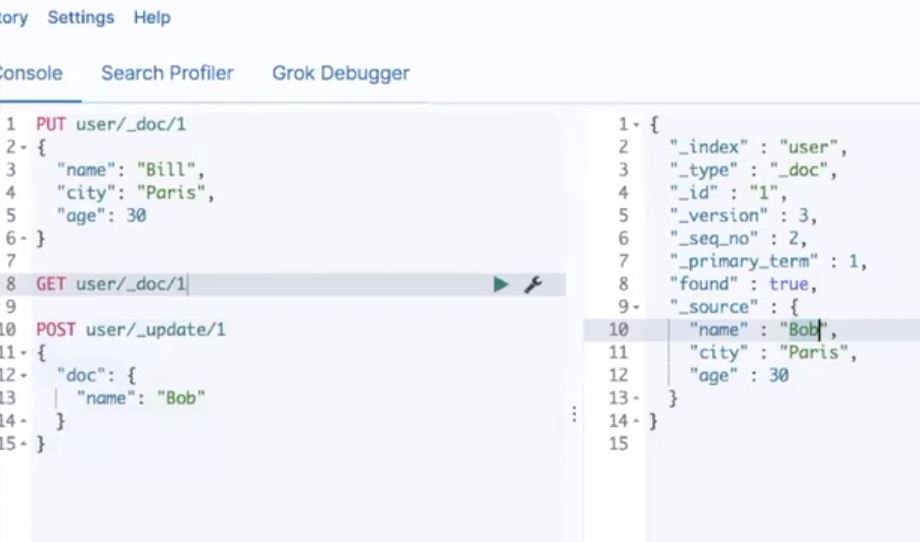 tory Settings Help
Console Search Profiler Grok Debugger
1 PUT user/_doc/1
2 {
3 "name": "Bill",
4 "city": "Paris",
5 "age": 30
6 }
7
8 GET user/_doc/1
9
10 POST user/_update/1
11 {
12 "doc": {
13 "name": "Bob"
14 }
15 }
1 {
2 "_index" : "user",
3 "_type" : "_doc",
4 "_id" : "1",
5 "_version" : 3,
6 "_seq_no" : 2,
7 "_primary_term" : 1,
8 "found" : true,
9 "_source" : {
10 "name" : "Bob",
11 "city" : "Paris",
12 "age" : 30
13 }
14 }
15